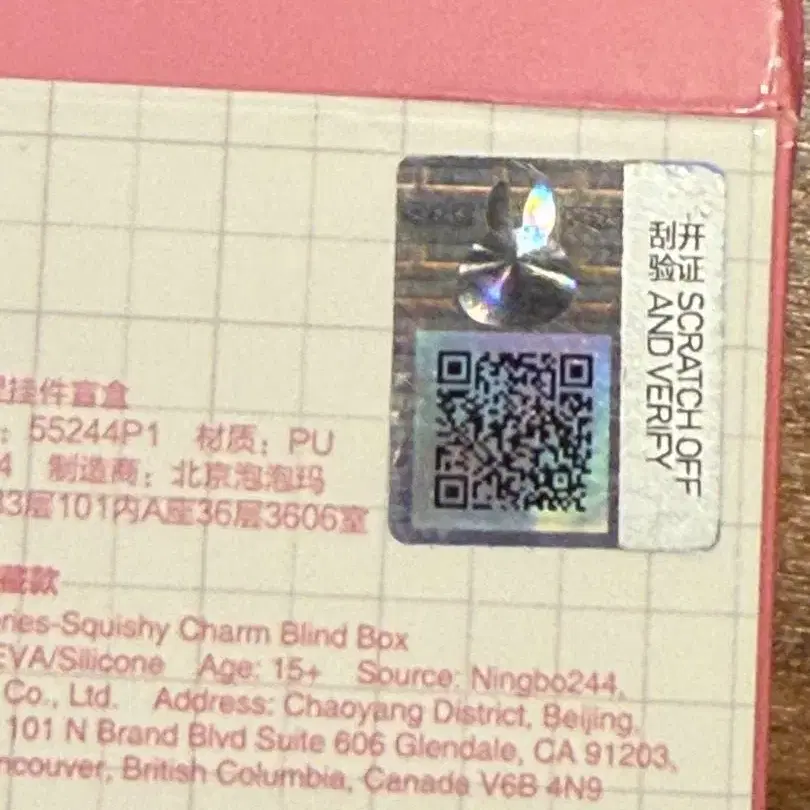 挂件盲盒
: 55244P1 材质: PU
4 制造商: 北京泡泡玛
33层101内A座36层3606室
藏款
ries-Squishy Charm Blind Box
EVA/Silicone Age: 15+ Source: Ningbo244,
Co., Ltd. Address: Chaoyang District, Beijing,
101 N Brand Blvd Suite 606 Glendale, CA 91203,
ncouver, British Columbia, Canada V6B 4N9
刮开 SCRATCH OFF
验证 AND VERIFY